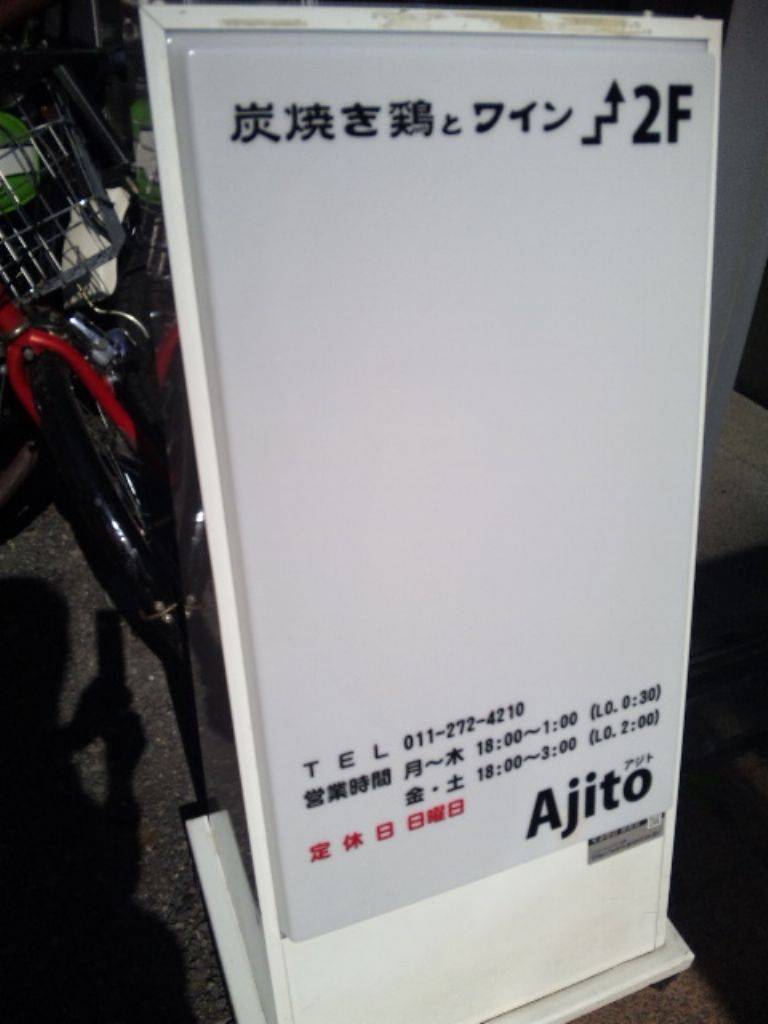 炭焼き鶏とワイン 2F
TEL 011-272-4210
営業時間 月～木 18:00～1:00 (LO.0:30)
金・土 18:00～3:00 (LO.2:00)
定休日 日曜日
アジト
Ajito